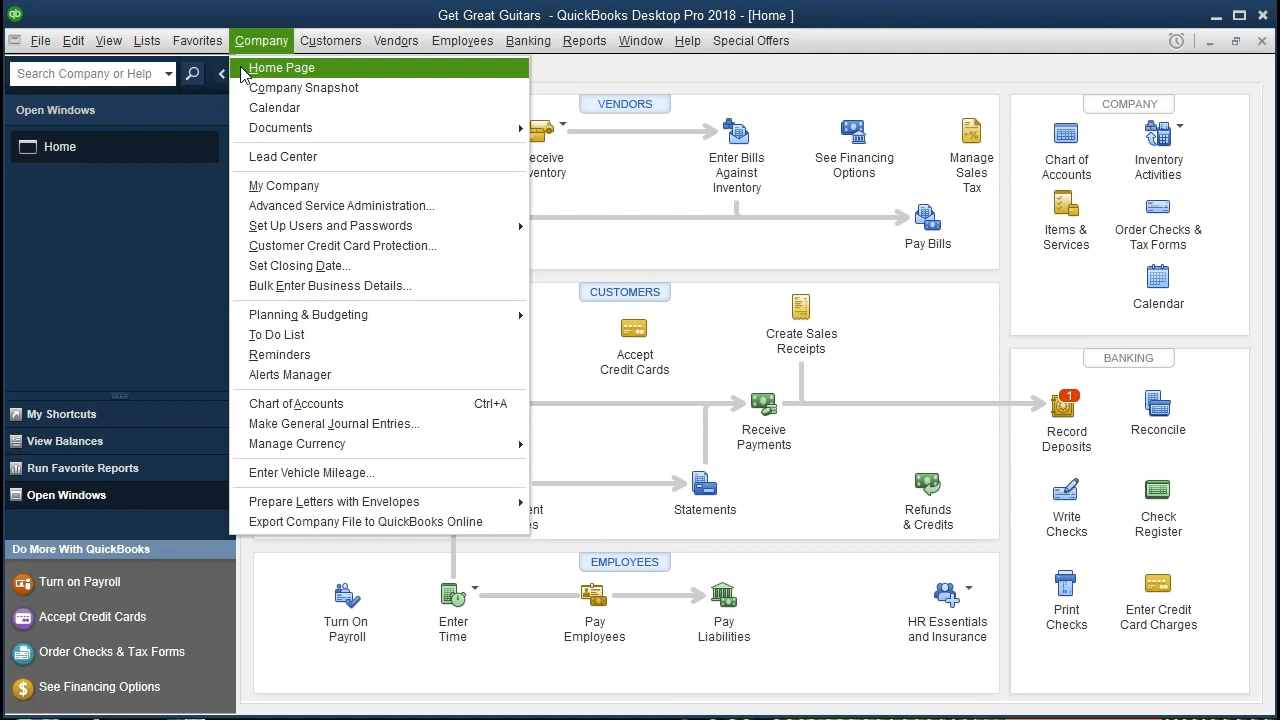 Get Great Guitars - QuickBooks Desktop Pro 2018 - [Home ]
File Edit View Lists Favorites Company Customers Vendors Employees Banking Reports Window Help Special Offers
Search Company or Help
Open Windows
Home
My Shortcuts
View Balances
Run Favorite Reports
Open Windows
Do More With QuickBooks
Turn on Payroll
Accept Credit Cards
Order Checks & Tax Forms
See Financing Options
Home Page
Company Snapshot
Calendar
Documents
Lead Center
My Company
Advanced Service Administration...
Set Up Users and Passwords
Customer Credit Card Protection...
Set Closing Date...
Bulk Enter Business Details...
Planning & Budgeting
To Do List
Reminders
Alerts Manager
Chart of Accounts Ctrl+A
Make General Journal Entries...
Manage Currency
Enter Vehicle Mileage...
Prepare Letters with Envelopes
Export Company File to QuickBooks Online
VENDORS
ceive
entory
Enter Bills
Against
Inventory
See Financing
Options
Manage
Sales
Tax
Pay Bills
CUSTOMERS
Accept
Credit Cards
Create Sales
Receipts
Receive
Payments
nt
es
Statements
Refunds
& Credits
EMPLOYEES
Turn On
Payroll
Enter
Time
Pay
Employees
Pay
Liabilities
HR Essentials
and Insurance
COMPANY
Chart of
Accounts
Inventory
Activities
Items &
Services
Order Checks &
Tax Forms
Calendar
BANKING
1
Record
Deposits
Reconcile
Write
Checks
Check
Register
Print
Checks
Enter Credit
Card Charges